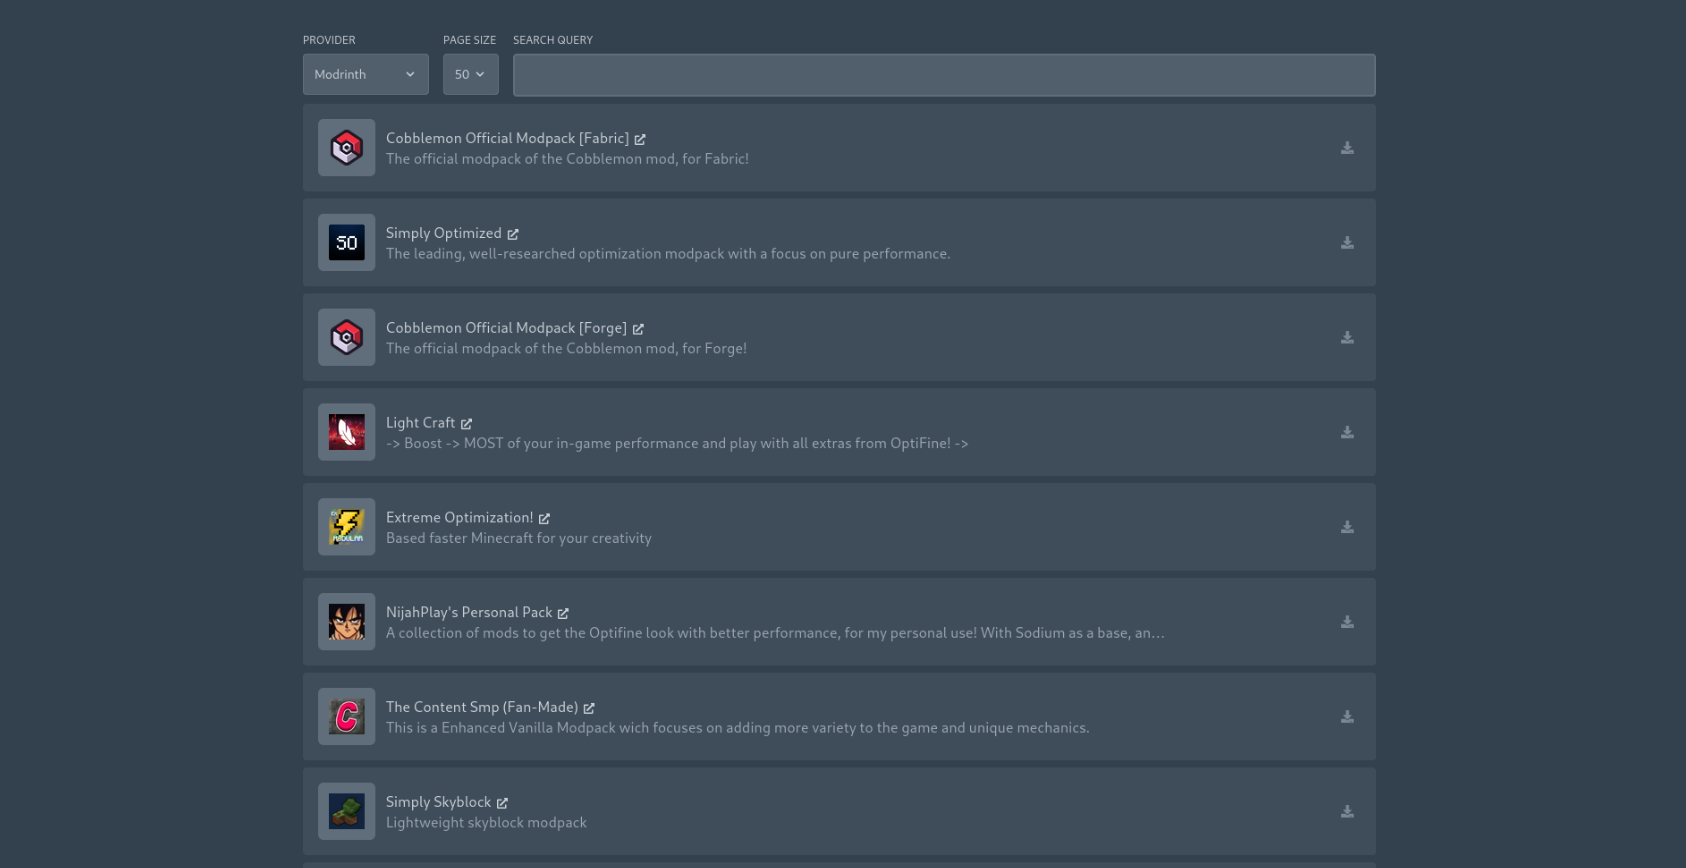 PROVIDER PAGE SIZE SEARCH QUERY
Modrinth 50
Cobblemon Official Modpack [Fabric]
The official modpack of the Cobblemon mod, for Fabric!
SO
Simply Optimized
The leading, well-researched optimization modpack with a focus on pure performance.
Cobblemon Official Modpack [Forge]
The official modpack of the Cobblemon mod, for Forge!
Light Craft
-> Boost -> MOST of your in-game performance and play with all extras from OptiFine! ->
Extreme Optimization!
MODULAR
Based faster Minecraft for your creativity
NijahPlay's Personal Pack
A collection of mods to get the Optifine look with better performance, for my personal use! With Sodium as a base, an...
C
The Content Smp (Fan-Made)
This is a Enhanced Vanilla Modpack wich focuses on adding more variety to the game and unique mechanics.
Simply Skyblock
Lightweight skyblock modpack